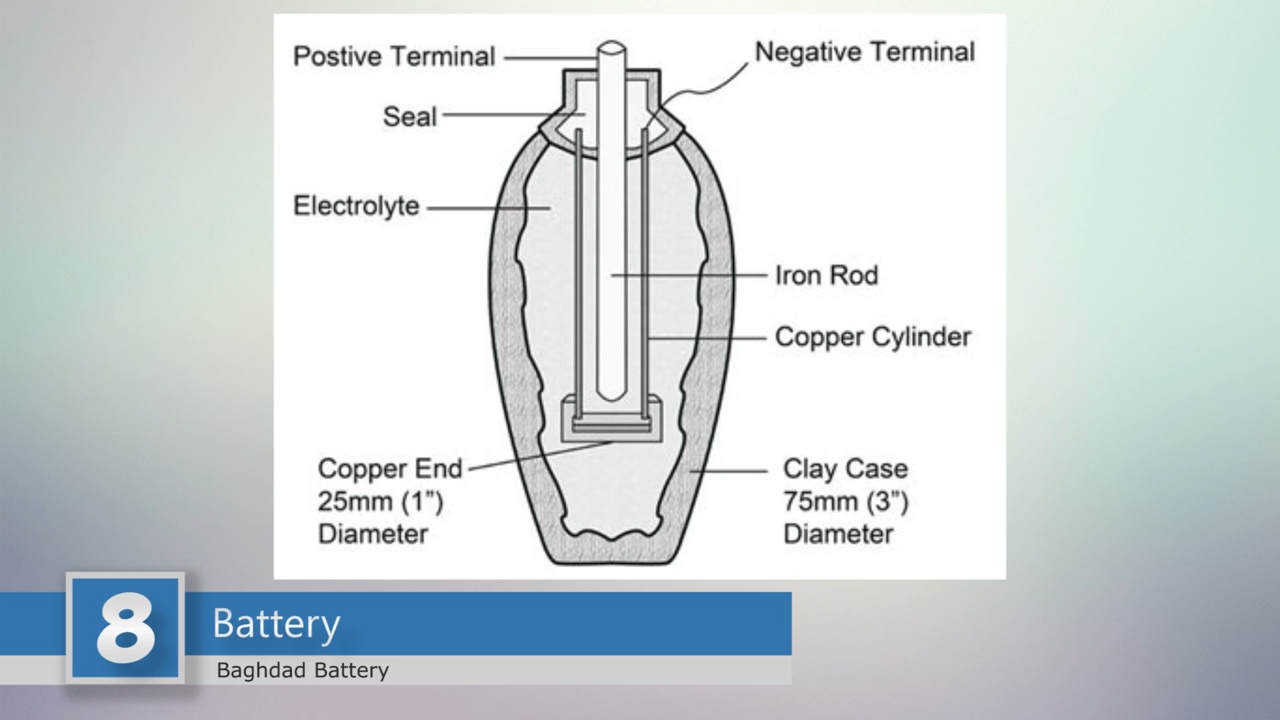 Postive Terminal
Negative Terminal
Seal
Electrolyte
Iron Rod
Copper Cylinder
Copper End
25mm (1”)
Diameter
Clay Case
75mm (3”)
Diameter
8
Battery
Baghdad Battery